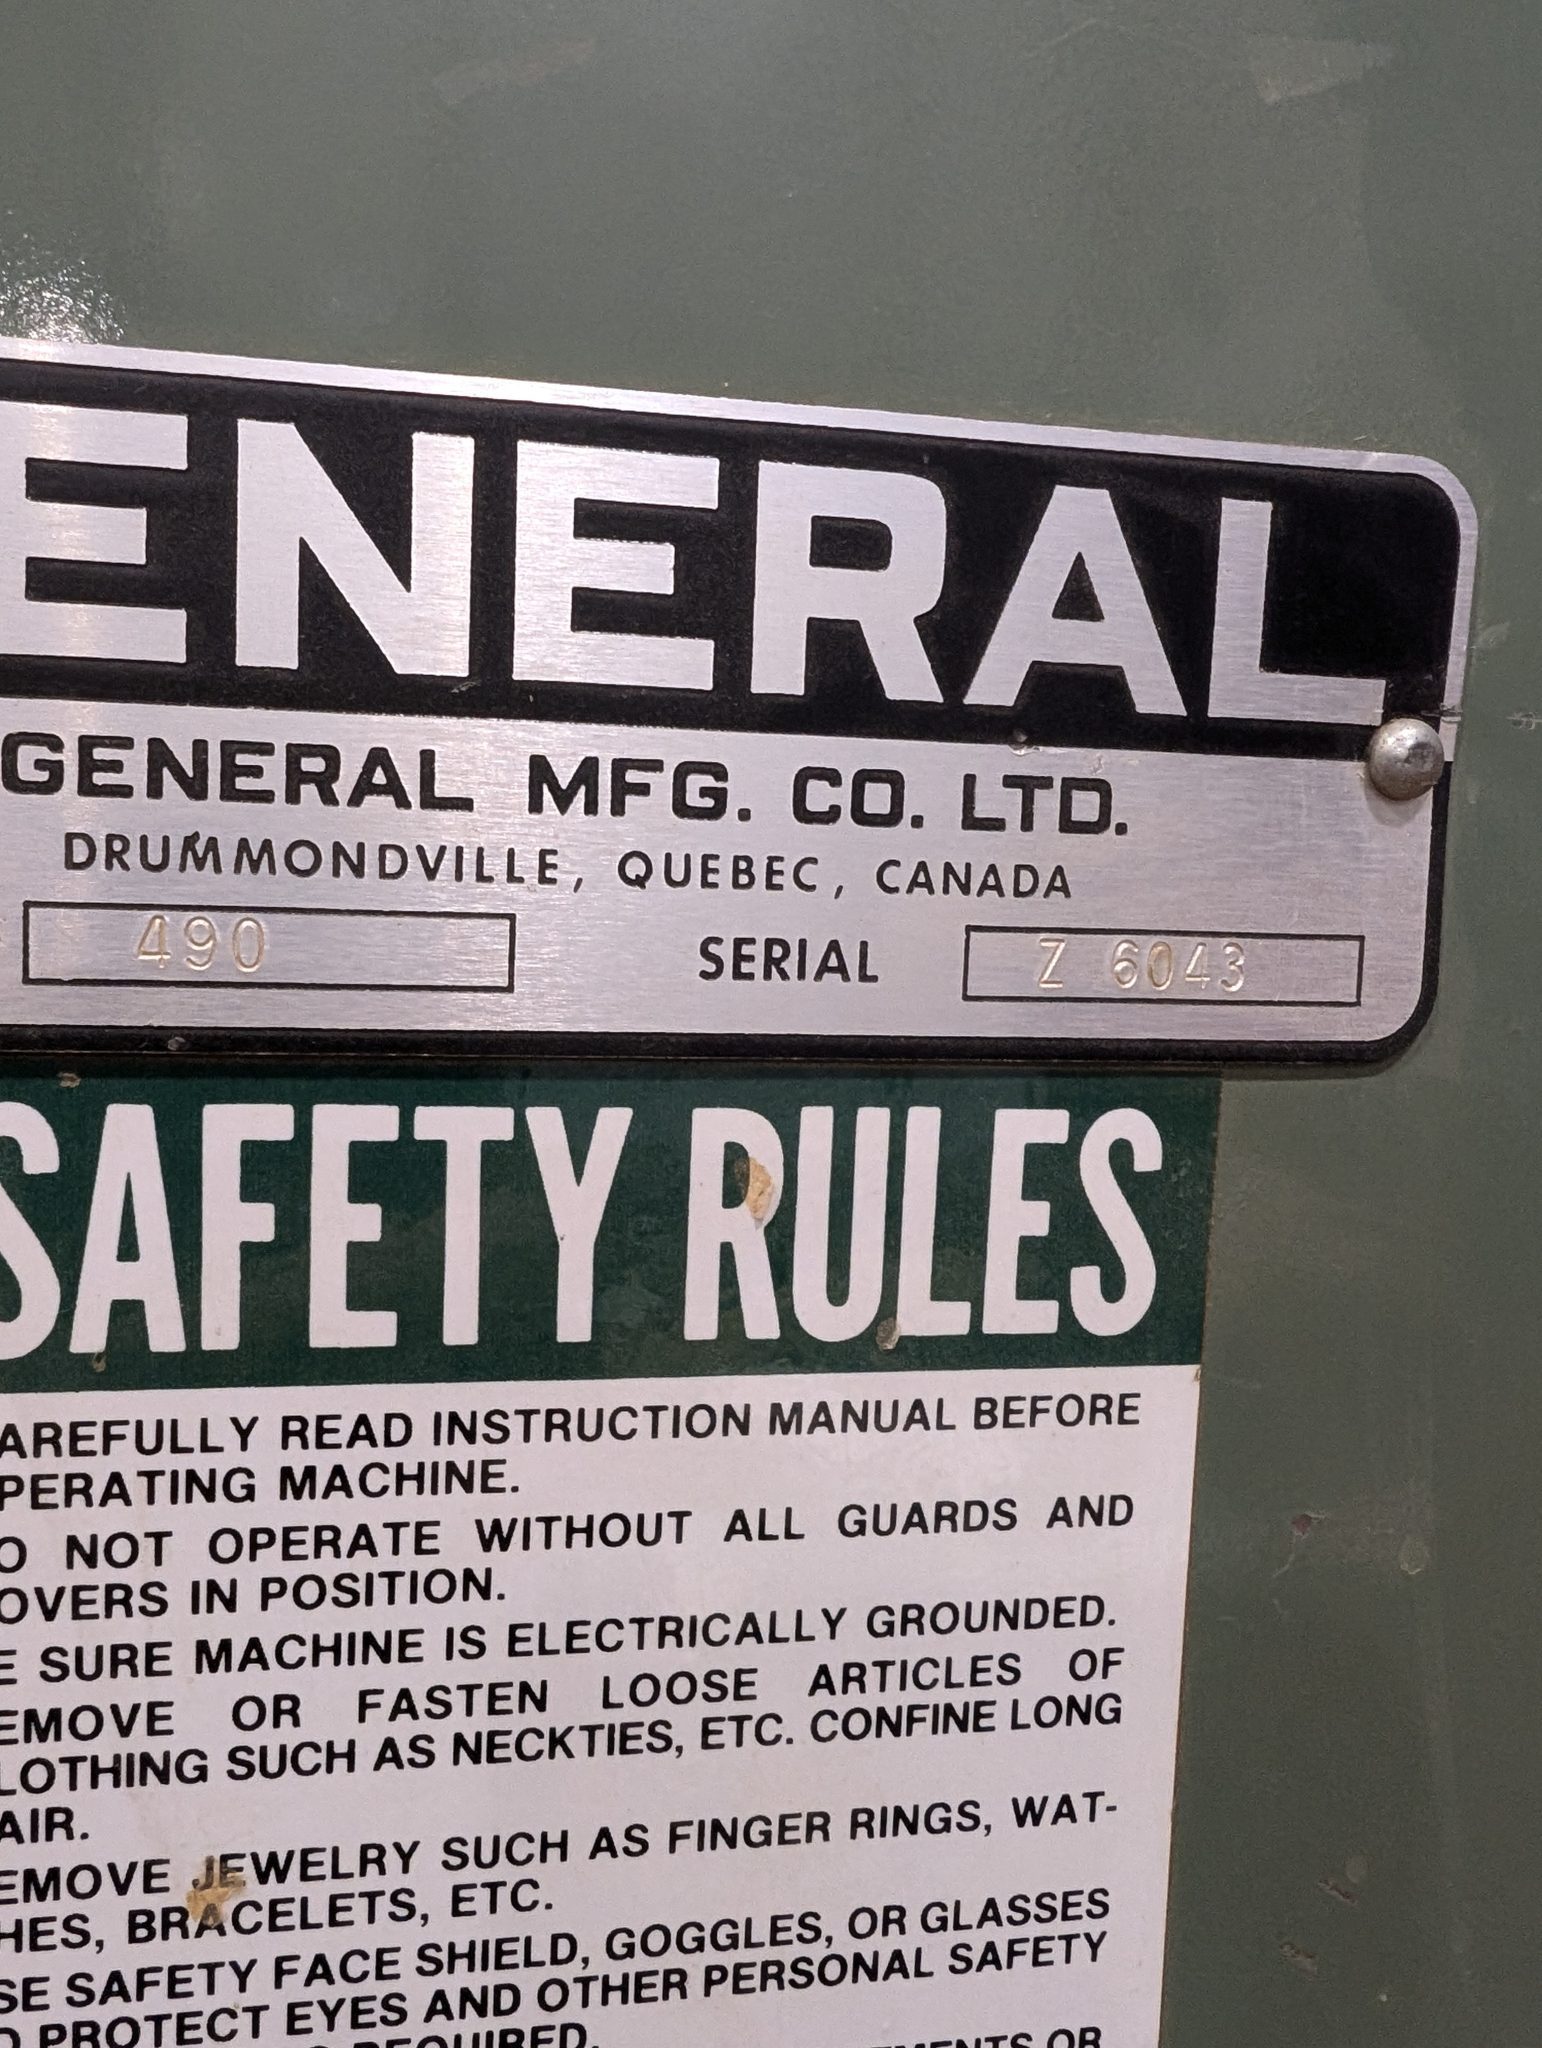 ENERAL
GENERAL MFG. CO. LTD.
DRUMMONDVILLE, QUEBEC, CANADA
490 SERIAL Z 6043
SAFETY RULES
AREFULLY READ INSTRUCTION MANUAL BEFORE
PERATING MACHINE.
O NOT OPERATE WITHOUT ALL GUARDS AND
OVERS IN POSITION.
E SURE MACHINE IS ELECTRICALLY GROUNDED.
EMOVE OR FASTEN LOOSE ARTICLES OF
LOTHING SUCH AS NECKTIES, ETC. CONFINE LONG
AIR.
EMOVE JEWELRY SUCH AS FINGER RINGS, WAT-
HES, BRACELETS, ETC.
SE SAFETY FACE SHIELD, GOGGLES, OR GLASSES
O PROTECT EYES AND OTHER PERSONAL SAFETY
REQUIRED.
OR